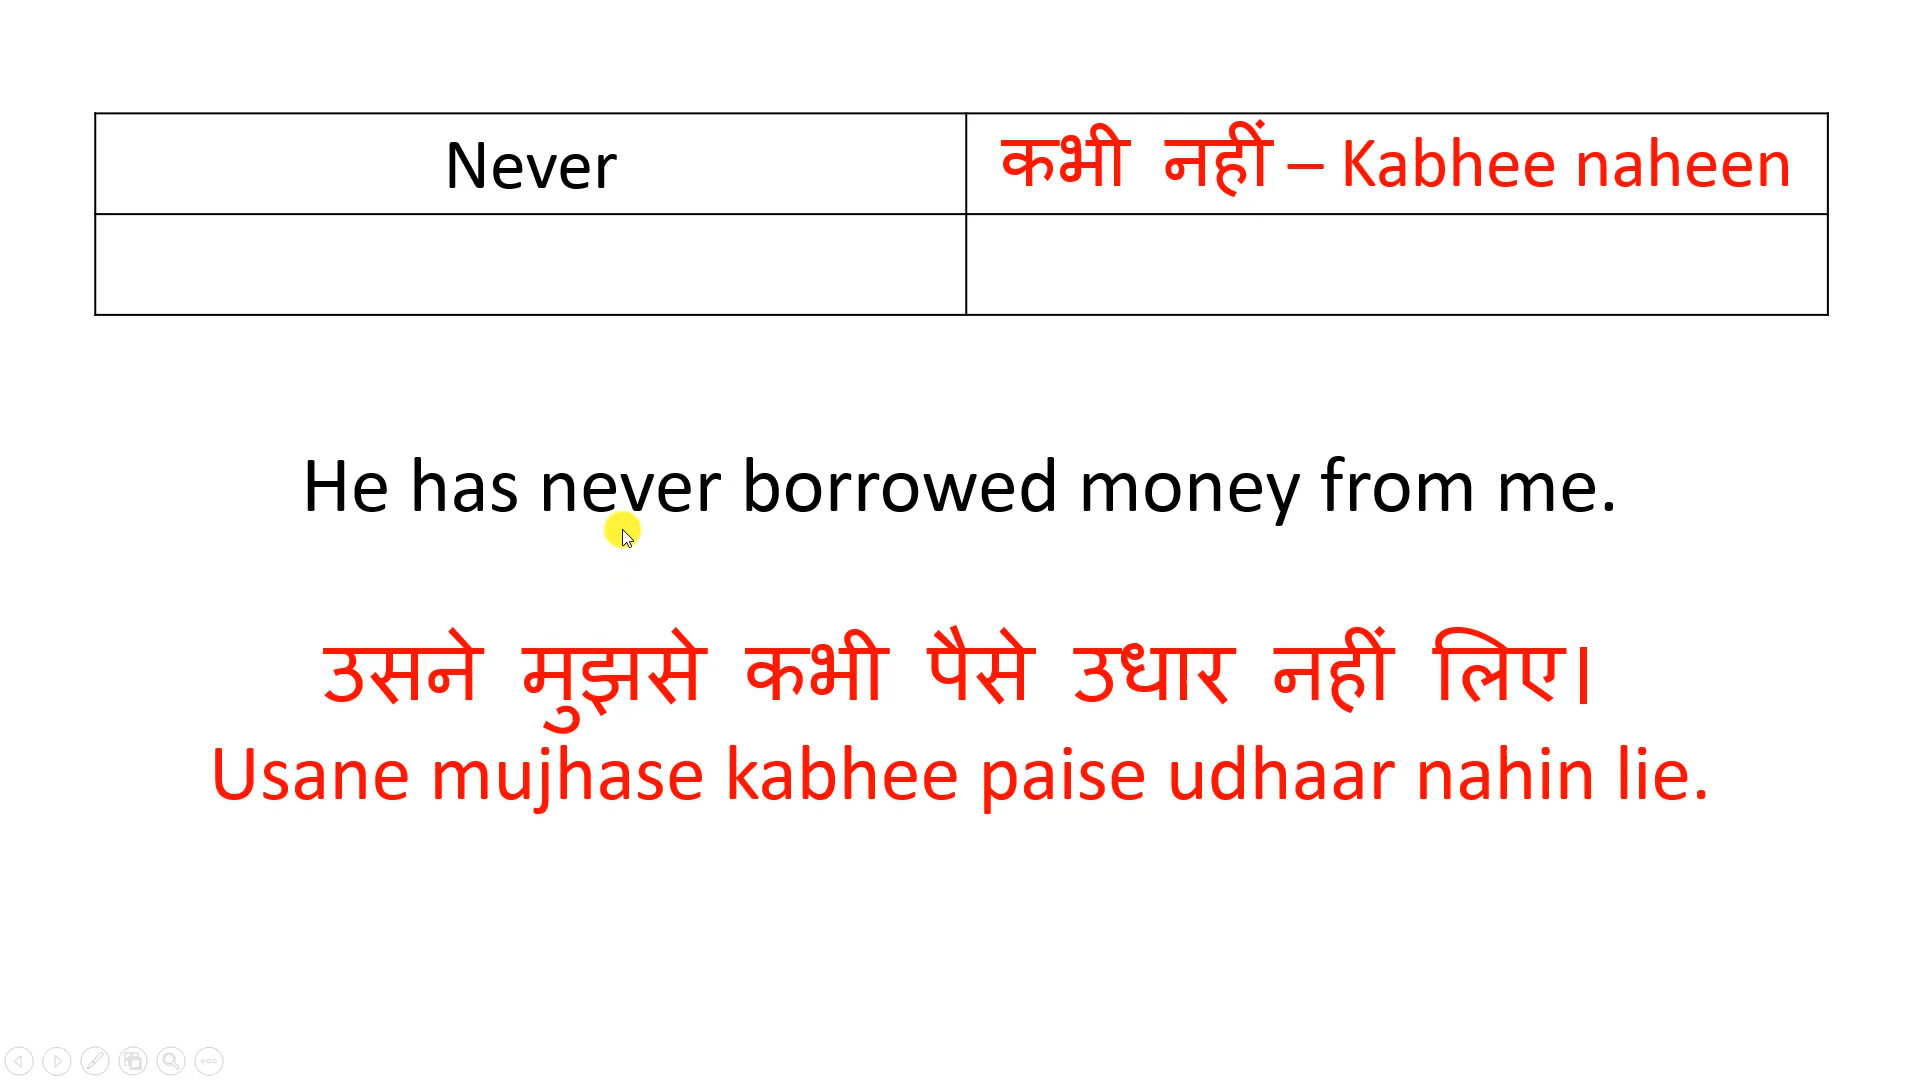 Never
कभी नहीं – Kabhee naheen
He has never borrowed money from me.
उसने मुझसे कभी पैसे उधार नहीं लिए।
Usane mujhase kabhee paise udhaar nahin lie.